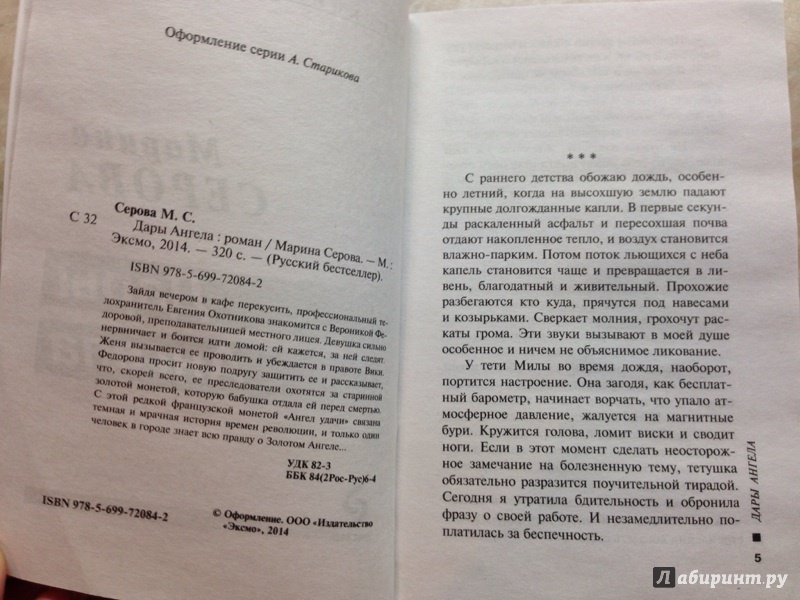 Оформление серии А. Старикова
Марина
СЕРОВА
Серова М. С.
С 32
Дары Ангела : роман / Марина Серова. — М. :
Эксмо, 2014. — 320 с. — (Русский бестселлер).
ISBN 978-5-699-72084-2
Зайдя вечером в кафе перекусить, профессиональный те-
лохранитель Евгения Охотникова знакомится с Вероникой Фе-
доровой, преподавательницей местного лицея. Девушка сильно
нервничает и боится идти домой: ей кажется, за ней следят.
Женя вызывается ее проводить и убеждается в правоте Вики.
Федорова просит новую подругу защитить ее и рассказывает,
что, скорей всего, ее преследователи охотятся за старинной
золотой монетой, которую бабушка отдала ей перед смертью.
С этой редкой французской монетой «Ангел удачи» связана
темная и мрачная история времен революции, и только один
человек в городе знает всю правду о Золотом Ангеле...
УДК 82-3
ББК 84(2Рос-Рус)6-4
© Оформление. ООО «Издательство
«Эксмо», 2014
ISBN 978-5-699-72084-2
* * *
С раннего детства обожаю дождь, особен-
но летний, когда на высохшую землю падают
крупные долгожданные капли. В первые секун-
ды раскаленный асфальт и пересохшая почва
отдают накопленное тепло, и воздух становится
влажно-парким. Потом поток льющихся с неба
капель становится чаще и превращается в ли-
вень, благодатный и живительный. Прохожие
разбегаются кто куда, прячутся под навесами
и козырьками. Сверкает молния, грохочут рас-
каты грома. Эти звуки вызывают в моей душе
особенное и ничем не объяснимое ликование.
У тети Милы во время дождя, наоборот,
портится настроение. Она загодя, как бесплат-
ный барометр, начинает ворчать, что упало ат-
мосферное давление, жалуется на магнитные
бури. Кружится голова, ломит виски и сводит
ноги. Если в этот момент сделать неосторож-
ное замечание на болезненную тему, тетушка
обязательно разразится поучительной тирадой.
Сегодня я утратила бдительность и обронила
фразу о своей работе. И незамедлительно по-
платилась за беспечность.
ДАРЫ АНГЕЛА
5
Лабиринт.ру